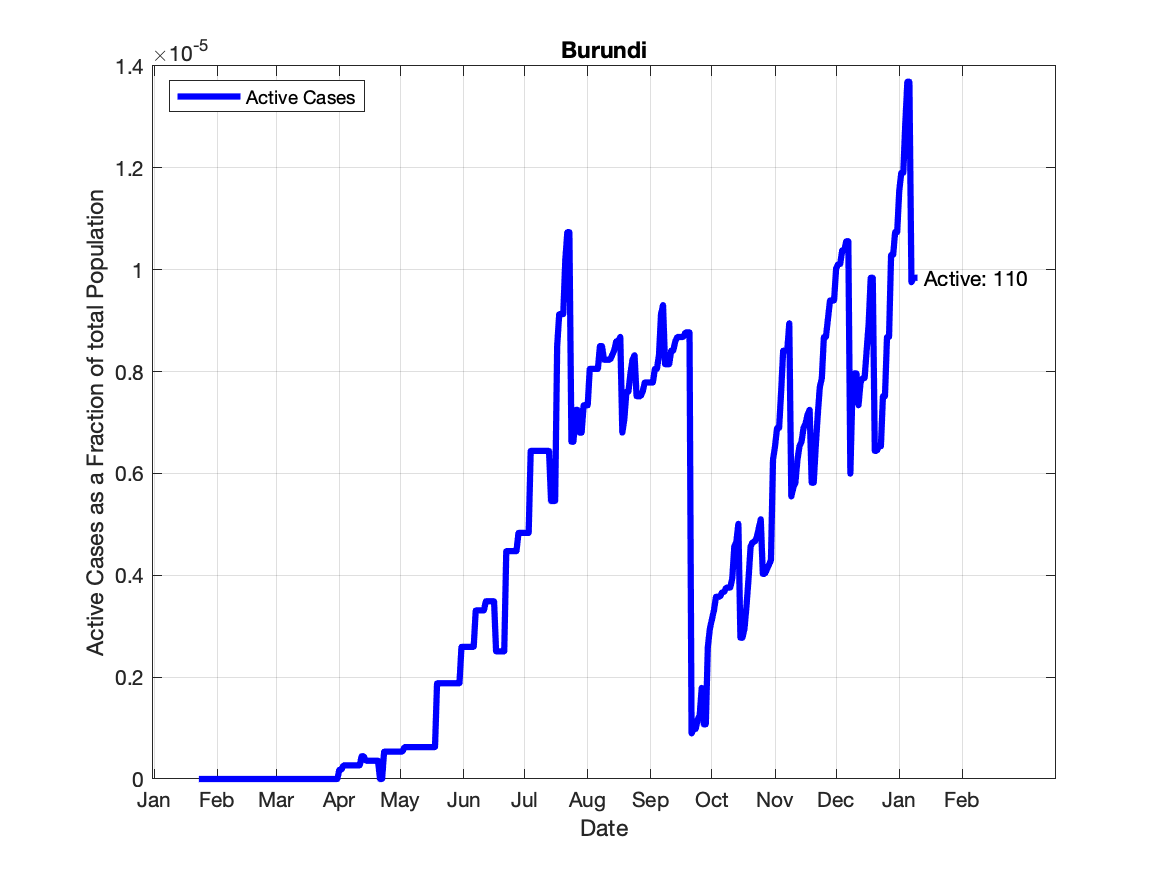 Burundi
×10-5
1.4
1.2
1
0.8
0.6
0.4
0.2
0
Active Cases
Active: 110
Active Cases as a Fraction of total Population
Jan Feb Mar Apr May Jun Jul Aug Sep Oct Nov Dec Jan Feb
Date